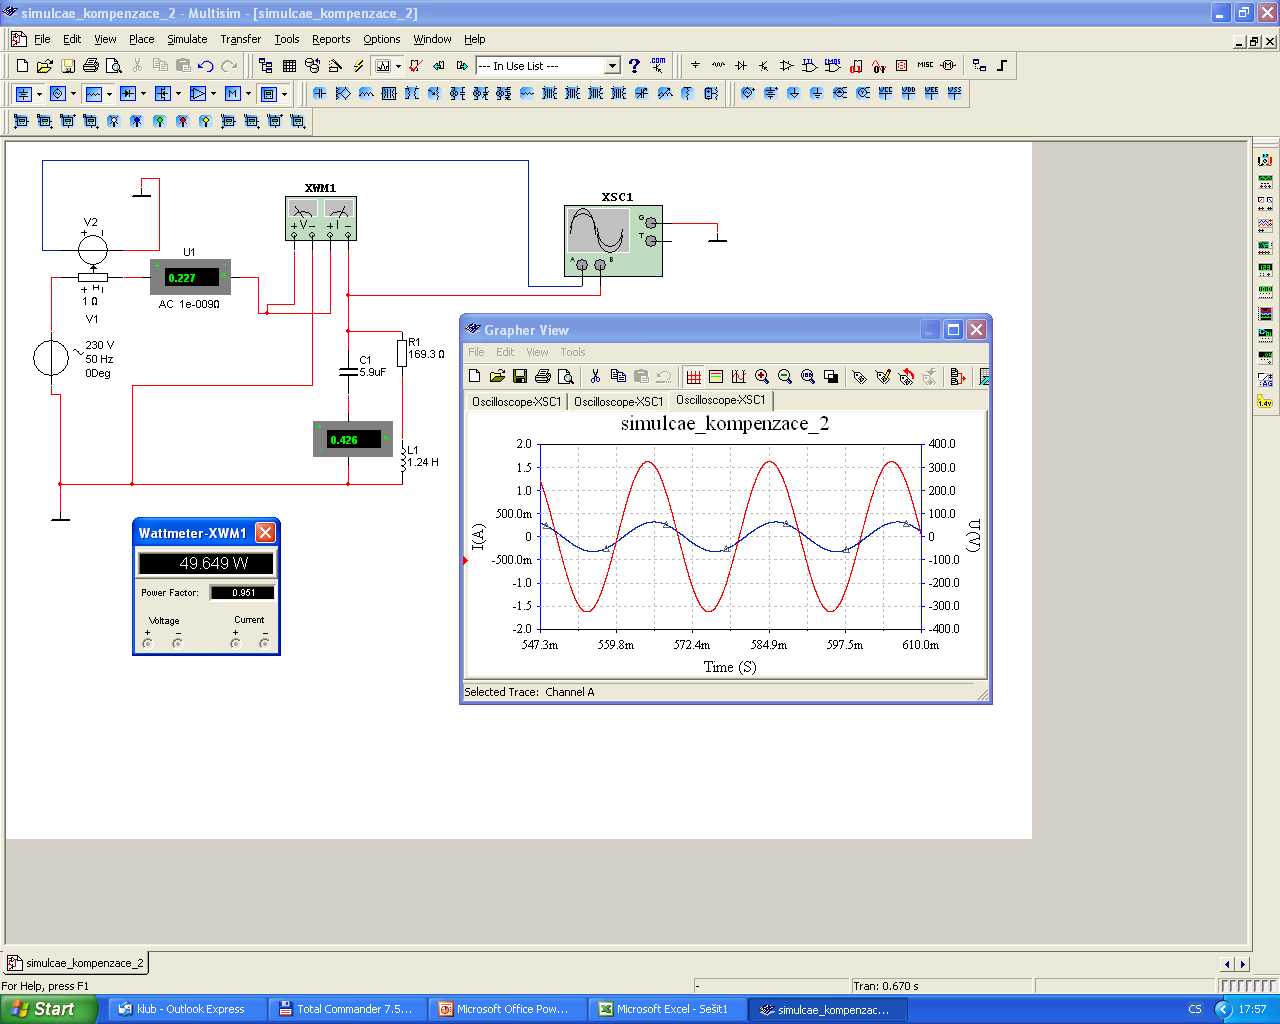 simulcae_kompenzace_2 - Multisim - [simulcae_kompenzace_2]
File Edit View Place Simulate Transfer Tools Reports Options Window Help
--- In Use List ---
XWM1
XSC1
V2
U1
0.227
AC 1e-009Ω
1 Ω
V1
230 V
50 Hz
0Deg
G
T
A B
R1
169.3 Ω
C1
5.9uF
0.426
L1
1.24 H
Wattmeter-XWM1
49.649 W
Power Factor: 0.951
Voltage Current
+ − + −
Grapher View
File Edit View Tools
Oscilloscope-XSC1 Oscilloscope-XSC1 Oscilloscope-XSC1
simulcae_kompenzace_2
I(A)
2.0
1.5
1.0
500.0m
0
-500.0m
-1.0
-1.5
-2.0
400.0
300.0
200.0
100.0
0
-100.0
-200.0
-300.0
-400.0
U(V)
547.3m 559.8m 572.4m 584.9m 597.5m 610.0m
Time (S)
Selected Trace: Channel A
simulcae_kompenzace_2
For Help, press F1
- Tran: 0.670 s
Start klub - Outlook Express Total Commander 7.5... Microsoft Office Pow... Microsoft Excel - Sešit1 simulcae_kompenzac... CS 17:57